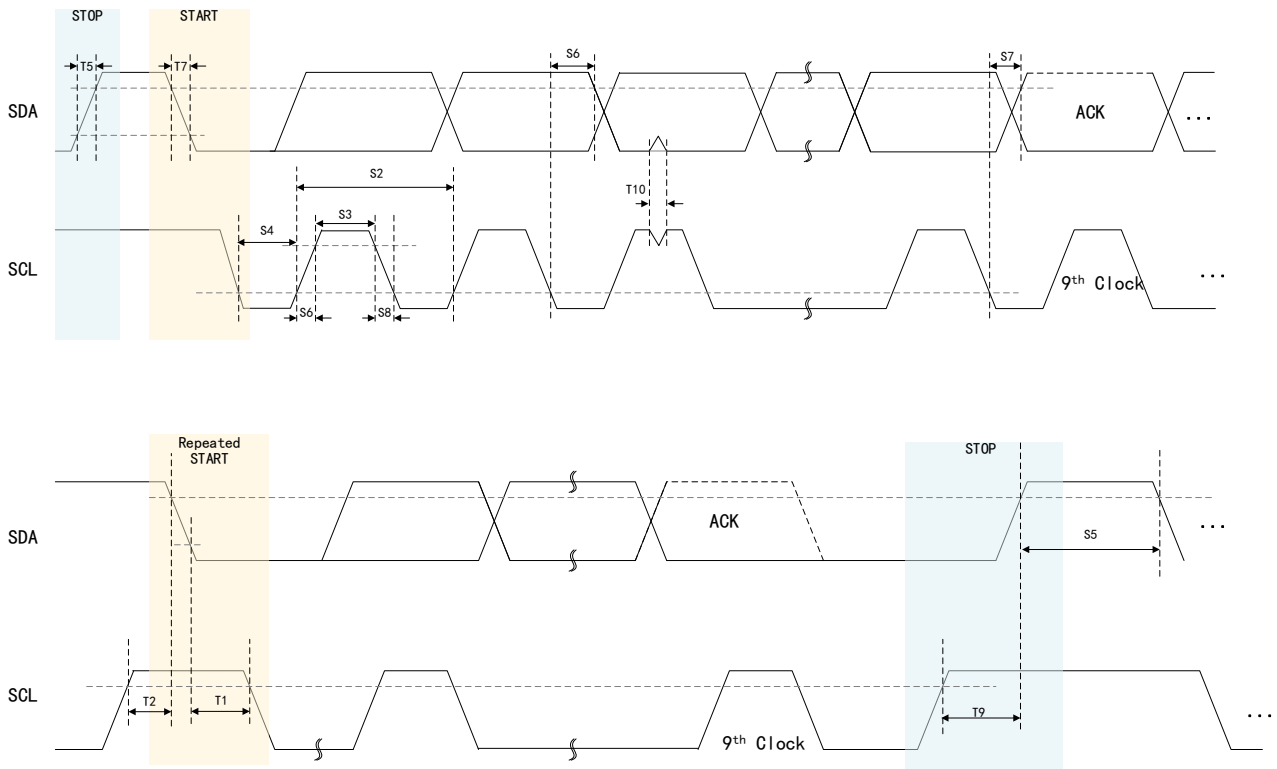 STOP
START
T5
T7
S6
S7
SDA
ACK
...
S2
T10
S3
S4
SCL
9th Clock
...
S6
S8
Repeated
START
STOP
ACK
SDA
...
S5
SCL
T2
T1
T9
...
9th Clock